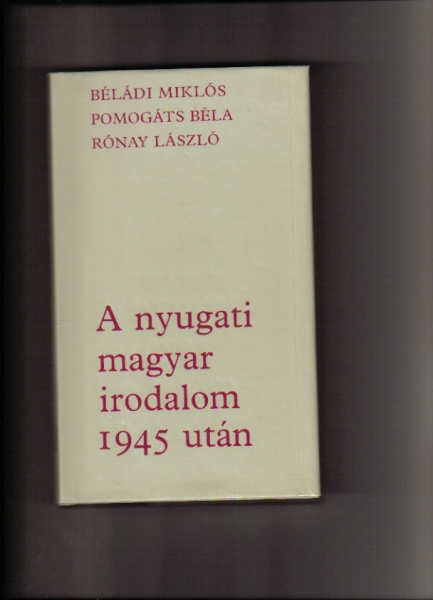 BÉLÁDI MIKLÓS
POMOGÁTS BÉLA
RÓNAY LÁSZLÓ
A nyugati
magyar
irodalom
1945 után